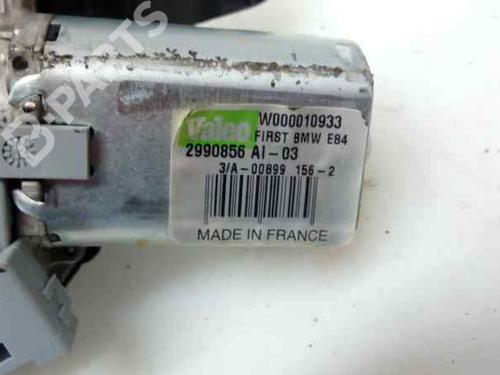 B-PARTS
Valeo
W000010933
FIRST BMW E84
2990856 AI-03
3/A-00899 156-2
MADE IN FRANCE